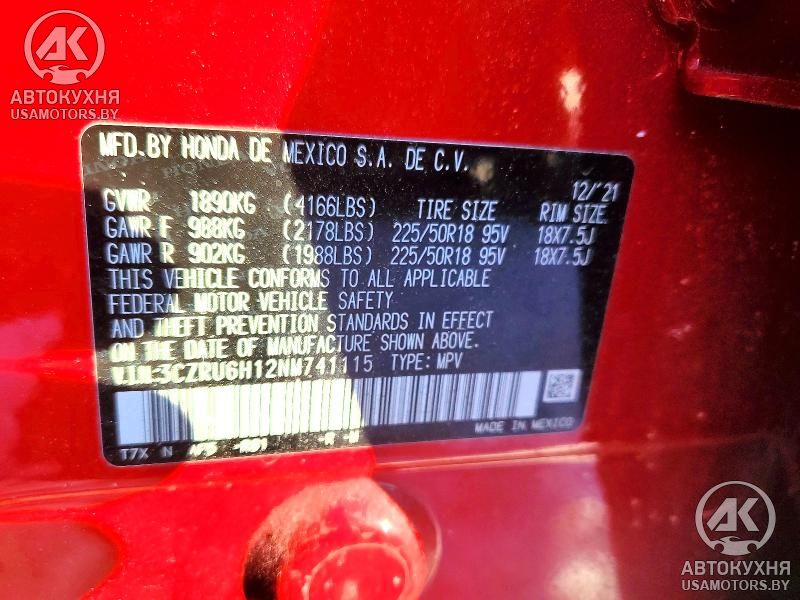 АК
АВТОКУХНЯ
USAMOTORS.BY
MFD.BY HONDA DE MEXICO S.A. DE C.V.
12/'21
GVWR 1890KG (4166LBS) TIRE SIZE RIM SIZE
GAWR F 988KG (2178LBS) 225/50R18 95V 18X7.5J
GAWR R 902KG (1988LBS) 225/50R18 95V 18X7.5J
THIS VEHICLE CONFORMS TO ALL APPLICABLE
FEDERAL MOTOR VEHICLE SAFETY
AND THEFT PREVENTION STANDARDS IN EFFECT
ON THE DATE OF MANUFACTURE SHOWN ABOVE.
V.I.N.:3CZRU6H12NM741115 TYPE: MPV
MADE IN MEXICO
T7X N
АК
АВТОКУХНЯ
USAMOTORS.BY